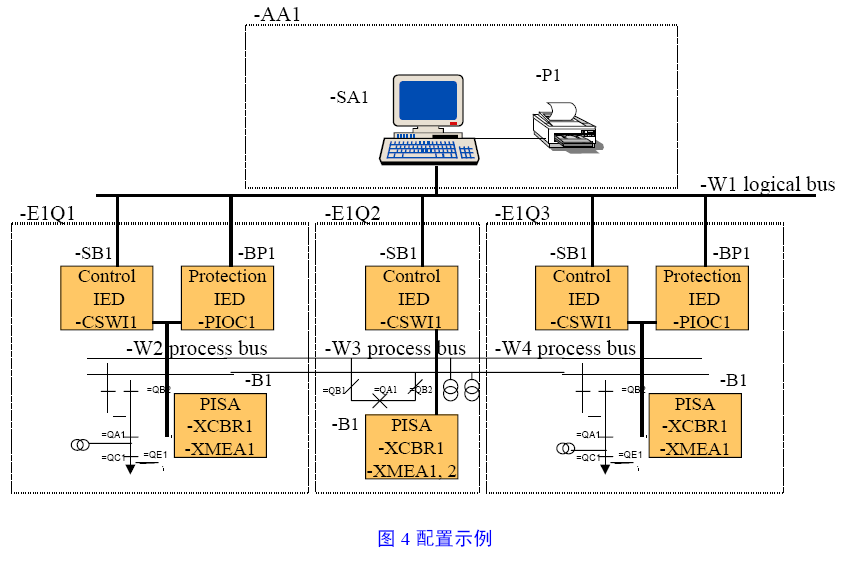 -AA1
-P1
-SA1
-W1 logical bus
-E1Q1
-E1Q2
-E1Q3
-SB1
-BP1
-SB1
-SB1
-BP1
Control
IED
-CSWI1
Protection
IED
-PIOC1
Control
IED
-CSWI1
Control
IED
-CSWI1
Protection
IED
-PIOC1
-W2 process bus
-W3 process bus
-W4 process bus
=QB2
-B1
=QB1
=QA1
=QB2
=QB2
-B1
PISA
-XCBR1
-XMEA1
-B1
PISA
-XCBR1
-XMEA1, 2
PISA
-XCBR1
-XMEA1
=QA1
=QC1
=QE1
=QA1
=QC1
=QE1
图 4 配置示例